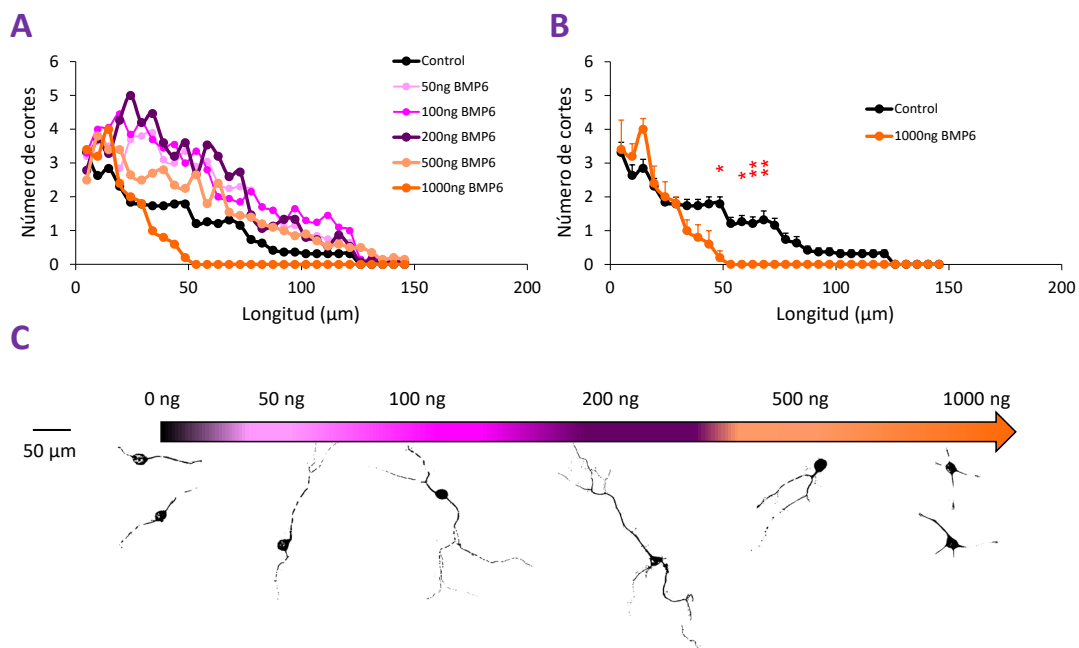 A
B
Número de cortes
6
5
4
3
2
1
0
0
50
100
150
200
Longitud (µm)
Control
50ng BMP6
100ng BMP6
200ng BMP6
500ng BMP6
1000ng BMP6
Número de cortes
6
5
4
3
2
1
0
0
50
100
150
200
Longitud (µm)
Control
1000ng BMP6
*
*
**
**
C
0 ng
50 ng
100 ng
200 ng
500 ng
1000 ng
50 µm